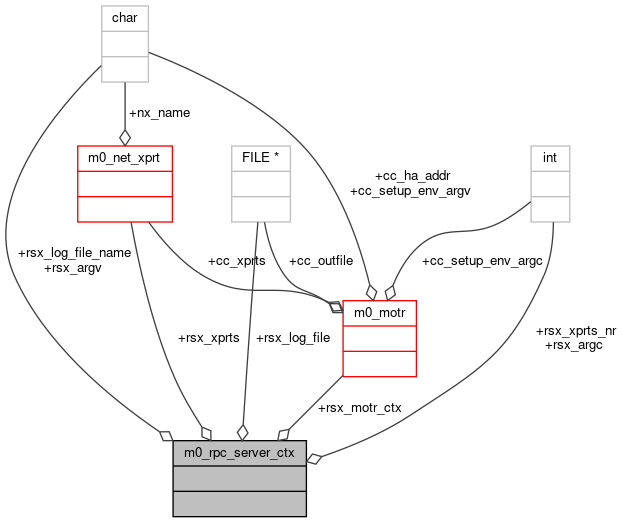 char
+nx_name
m0_net_xprt
FILE *
int
+cc_ha_addr
+cc_setup_env_argv
+rsx_log_file_name
+rsx_argv
+cc_xprts
+cc_outfile
+cc_setup_env_argc
m0_motr
+rsx_xprts
+rsx_log_file
+rsx_xprts_nr
+rsx_argc
+rsx_motr_ctx
m0_rpc_server_ctx